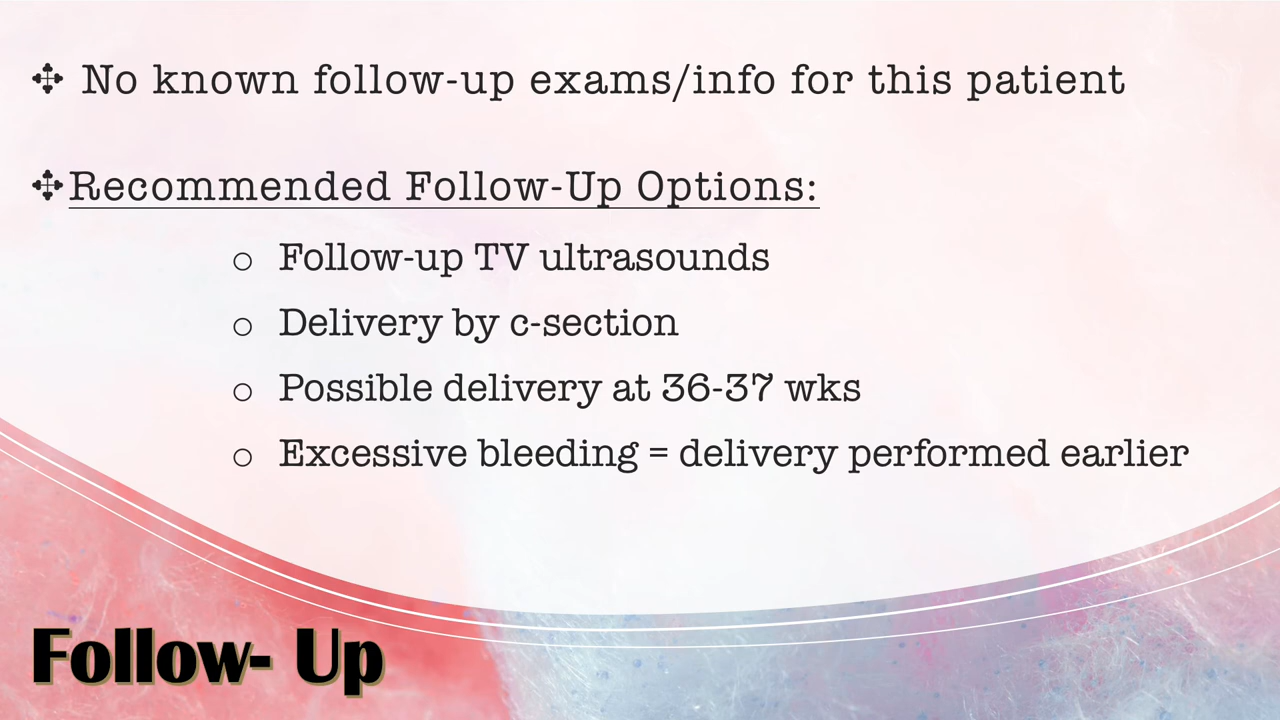 ✤ No known follow-up exams/info for this patient
✤ Recommended Follow-Up Options:
o Follow-up TV ultrasounds
o Delivery by c-section
o Possible delivery at 36-37 wks
o Excessive bleeding = delivery performed earlier
Follow- Up